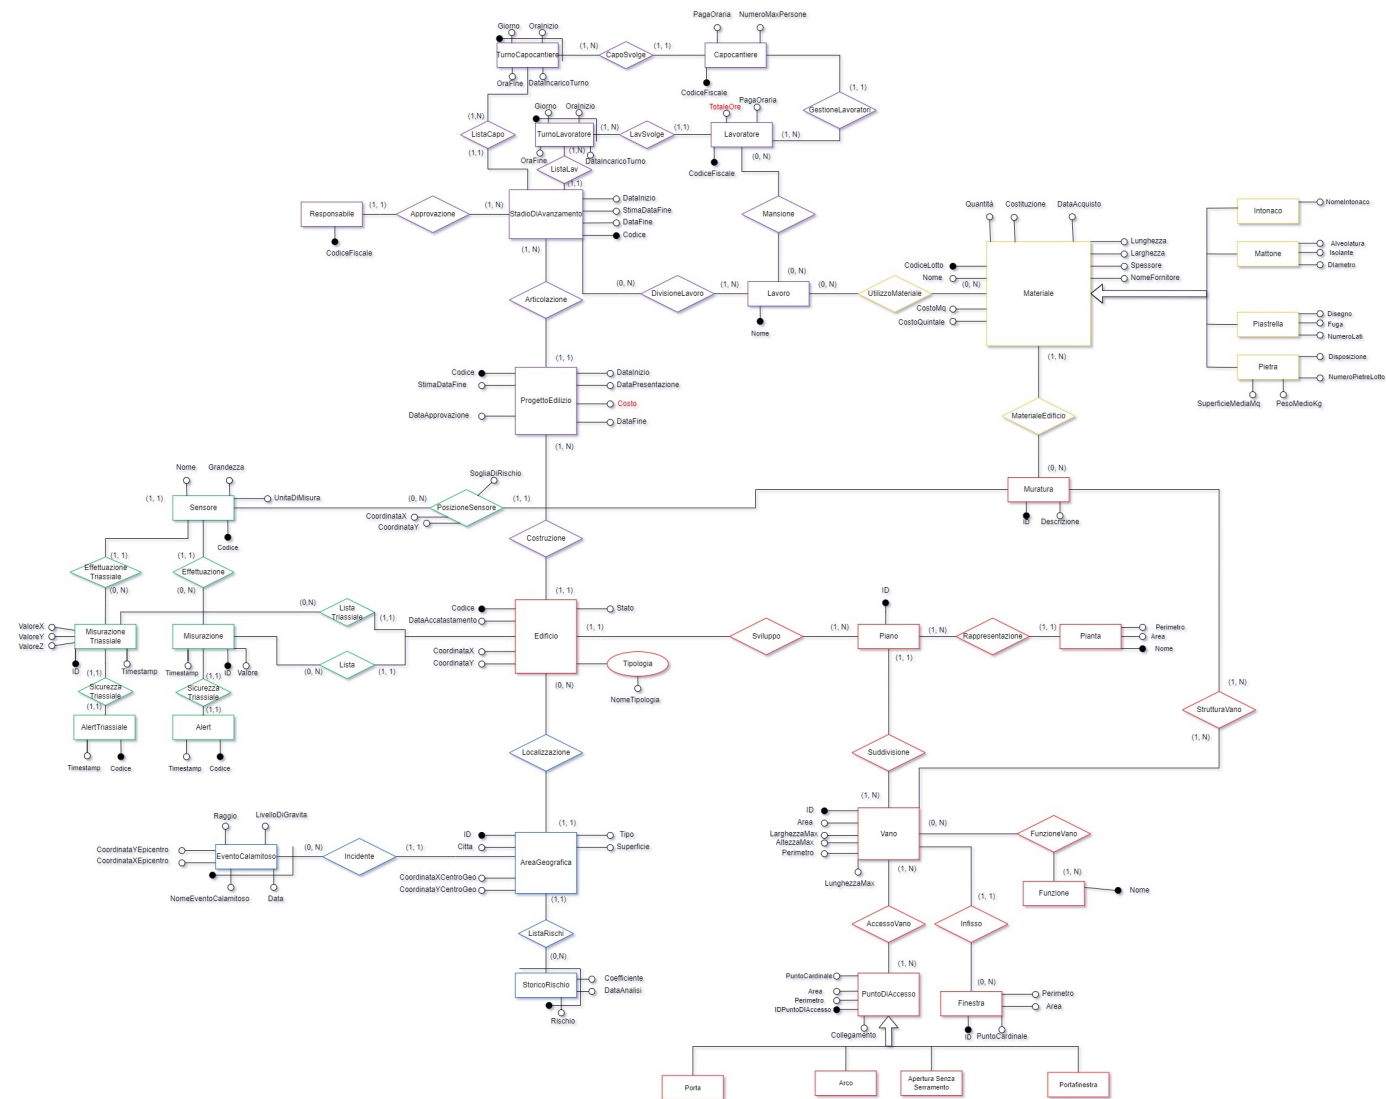 PagaOraria
NumeroMaxPersone
Giorno
OraInizio
TurnoCapocantiere
(1, N)
CapoSvolge
(1, 1)
Capocantiere
OraFine
DataIncaricoTurno
CodiceFiscale
(1, 1)
GestioneLavoratori
(1,N)
ListaCapo
(1,1)
Giorno
OraInizio
TotaleOre
PagaOraria
TurnoLavoratore
(1, N)
LavSvolge
(1,1)
Lavoratore
(1, N)
OraFine
(1,N)
DataIncaricoTurno
ListaLav
(1,1)
CodiceFiscale
(0, N)
Responsabile
(1, 1)
Approvazione
(1, N)
StadioDiAvanzamento
CodiceFiscale
DataInizio
StimaDataFine
DataFine
Codice
(1, N)
Mansione
(0, N)
Articolazione
(0, N)
DivisioneLavoro
(1, N)
Lavoro
(0, N)
Nome
UtilizzoMateriale
(0, N)
Quantità
Costituzione
DataAcquisto
CodiceLotto
Nome
Materiale
CostoMq
CostoQuintale
Lunghezza
Larghezza
Spessore
NomeFornitore
Intonaco
NomeIntonaco
Mattone
Alveolatura
Isolante
Diametro
Piastrella
Disegno
Fuga
NumeroLati
Pietra
Disposizione
NumeroPietreLotto
SuperficieMediaMq
PesoMedioKg
(1, N)
MaterialeEdificio
(0, N)
Muratura
ID
Descrizione
(1, 1)
Codice
StimaDataFine
DataApprovazione
ProgettoEdilizio
DataInizio
DataPresentazione
Costo
DataFine
(1, N)
Costruzione
(1, 1)
Nome
Grandezza
(1, 1)
Sensore
UnitaDiMisura
Codice
(0, N)
PosizioneSensore
SogliaDiRischio
(1, 1)
CoordinataX
CoordinataY
(1, 1)
Effettuazione
Triassiale
(0, N)
(1, 1)
Effettuazione
(0, N)
ValoreX
ValoreY
ValoreZ
Misurazione
Triassiale
ID
Timestamp
Misurazione
Timestamp
ID
Valore
(0,N)
Lista
Triassiale
(1, 1)
(0, N)
Lista
(1, 1)
(1,1)
Sicurezza
Triassiale
(1,1)
(1,1)
Sicurezza
Triassiale
(1,1)
AlertTriassiale
Timestamp
Codice
Alert
Timestamp
Codice
Codice
DataAccatastamento
Edificio
CoordinataX
CoordinataY
Stato
(1, 1)
Tipologia
NomeTipologia
(0, N)
Localizzazione
(1, 1)
Sviluppo
(1, N)
ID
Piano
(1, N)
Rappresentazione
(1, 1)
Pianta
Perimetro
Area
Nome
(1, 1)
Suddivisione
(1, N)
(1, N)
StrutturaVano
(1, N)
ID
Area
LarghezzaMax
AltezzaMax
Perimetro
Vano
LunghezzaMax
(0, N)
FunzioneVano
(1, N)
Funzione
Nome
(1, N)
AccessoVano
(1, N)
(1, 1)
Infisso
(0, N)
PuntoCardinale
Area
Perimetro
IDPuntoDIAccesso
PuntoDiAccesso
Collegamento
Finestra
Perimetro
Area
ID
PuntoCardinale
Porta
Arco
Apertura Senza
Serramento
Portafinestra
Raggio
LivelloDiGravita
CoordinataYEpicentro
CoordinataXEpicentro
EventoCalamitoso
NomeEventoCalamitoso
Data
(0, N)
Incidente
(1, 1)
ID
Citta
AreaGeografica
Tipo
Superficie
CoordinataXCentroGeo
CoordinataYCentroGeo
(1,1)
ListaRischi
(0,N)
StoricoRischio
Coefficiente
DataAnalisi
Rischio